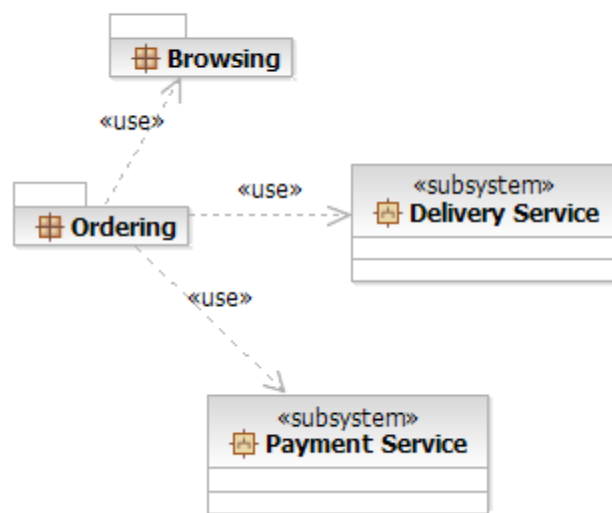 Browsing
«use»
«use»
«subsystem»
Delivery Service
Ordering
«use»
«subsystem»
Payment Service